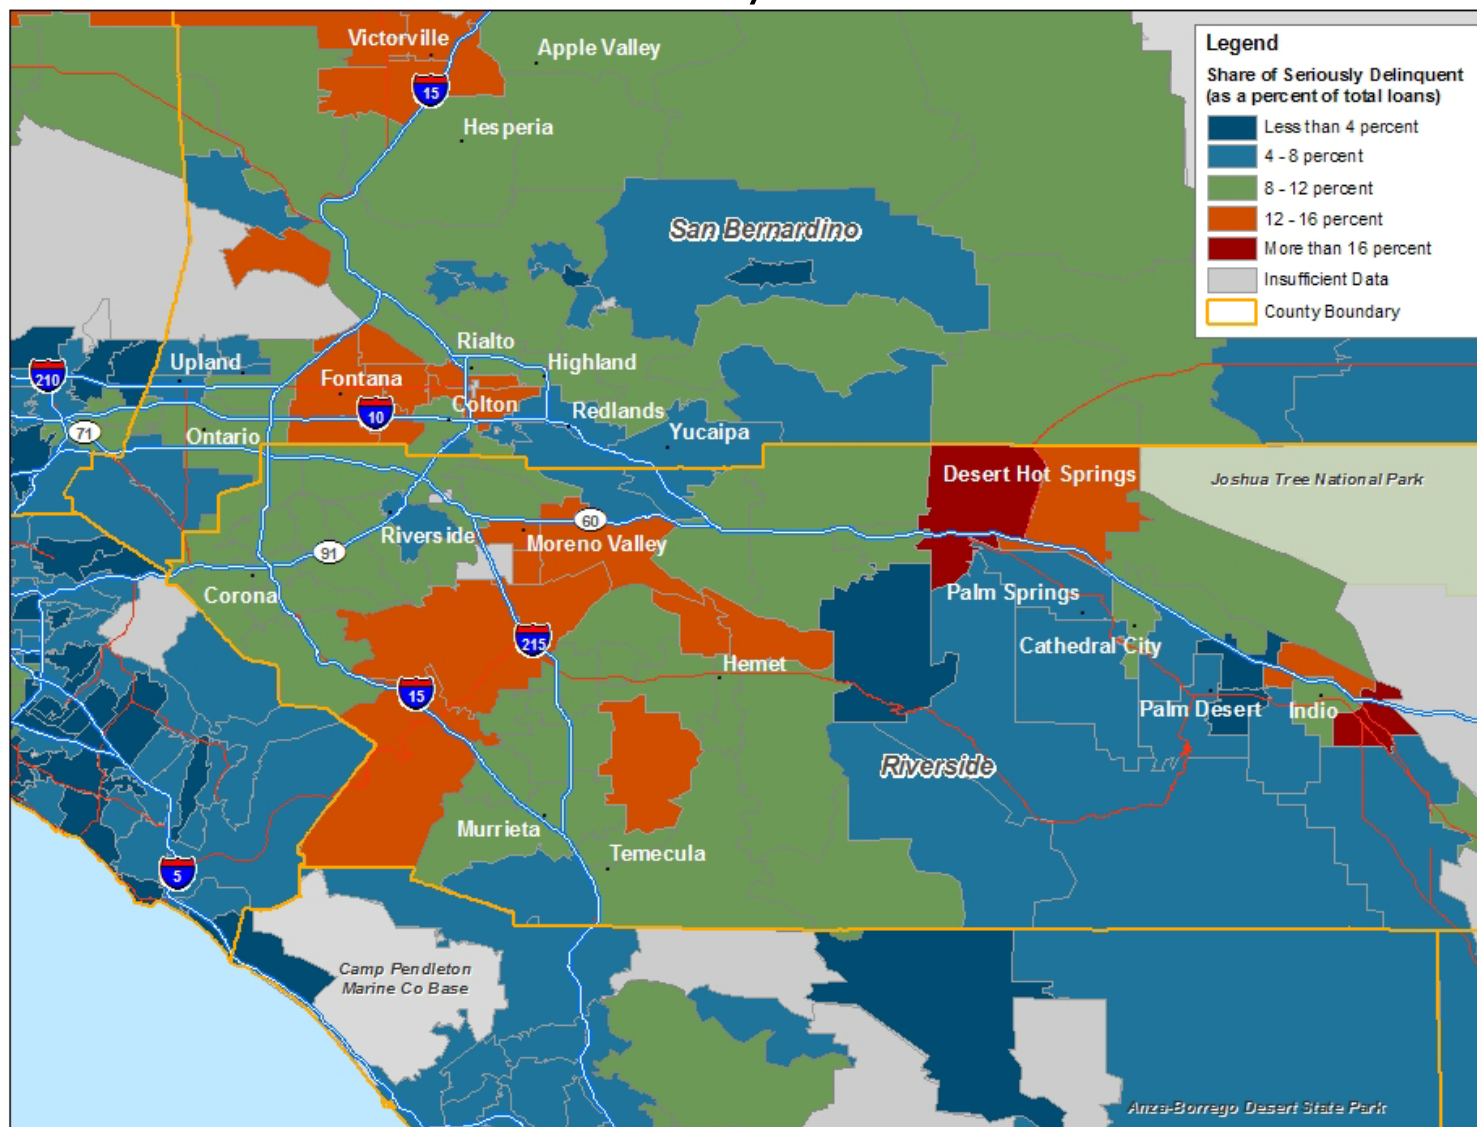 Victorville
Apple Valley
15
Hesperia
Legend
Share of Seriously Delinquent
(as a percent of total loans)
Less than 4 percent
4 - 8 percent
8 - 12 percent
12 - 16 percent
More than 16 percent
Insufficient Data
County Boundary
San Bernardino
Rialto
Highland
Upland
210
Fontana
10
Colton
Redlands
71
Ontario
Yucaipa
Desert Hot Springs
Joshua Tree National Park
60
Riverside
Moreno Valley
91
Corona
Palm Springs
215
Cathedral City
Hemet
15
Palm Desert
Indio
Riverside
Murrieta
Temecula
5
Camp Pendleton
Marine Co Base
Anza-Borrego Desert State Park